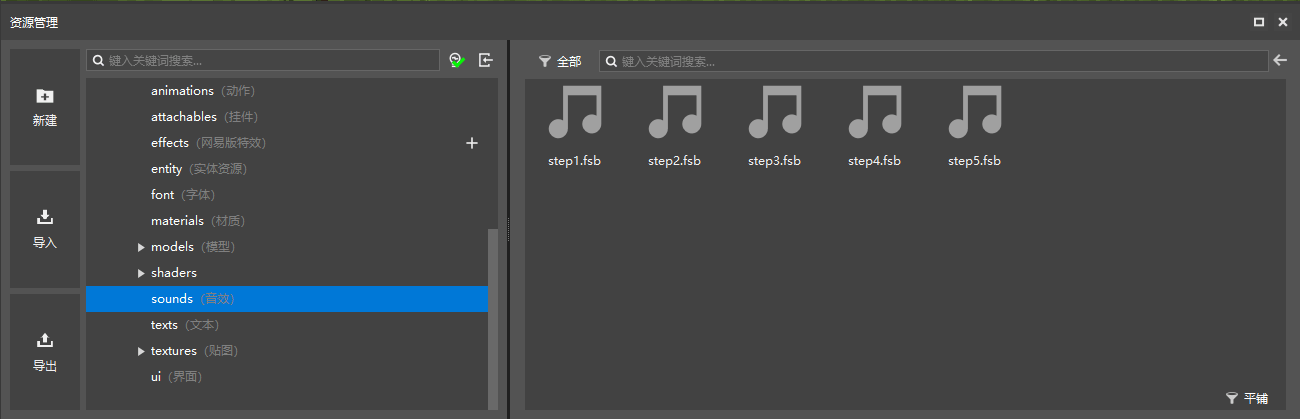 资源管理
新建
导入
导出
键入关键词搜索...
animations (动作)
attachables (挂件)
effects (网易版特效)
entity (实体资源)
font (字体)
materials (材质)
models (模型)
shaders
sounds (音效)
texts (文本)
textures (贴图)
ui (界面)
全部
键入关键词搜索...
step1.fsb
step2.fsb
step3.fsb
step4.fsb
step5.fsb
平铺